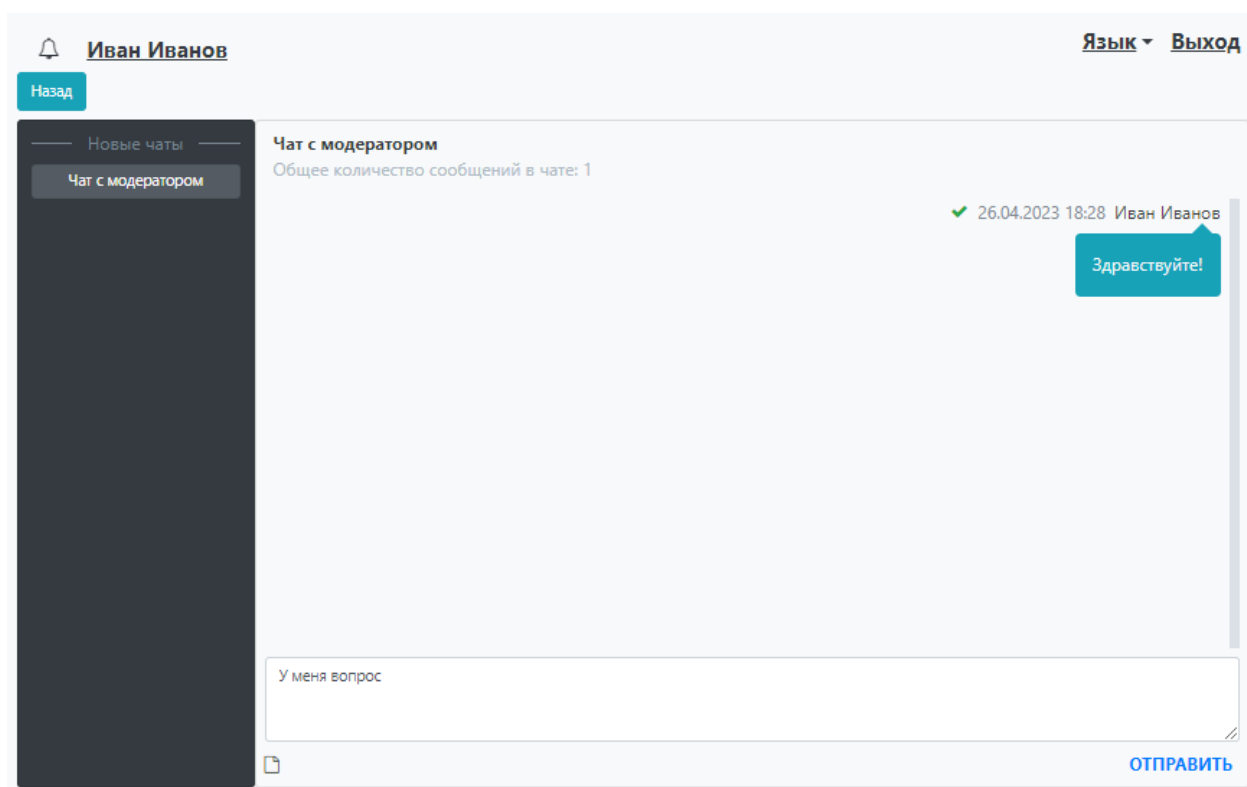 Иван Иванов
Язык Выход
Назад
Новые чаты
Чат с модератором
Чат с модератором
Общее количество сообщений в чате: 1
26.04.2023 18:28 Иван Иванов
Здравствуйте!
У меня вопрос
ОТПРАВИТЬ